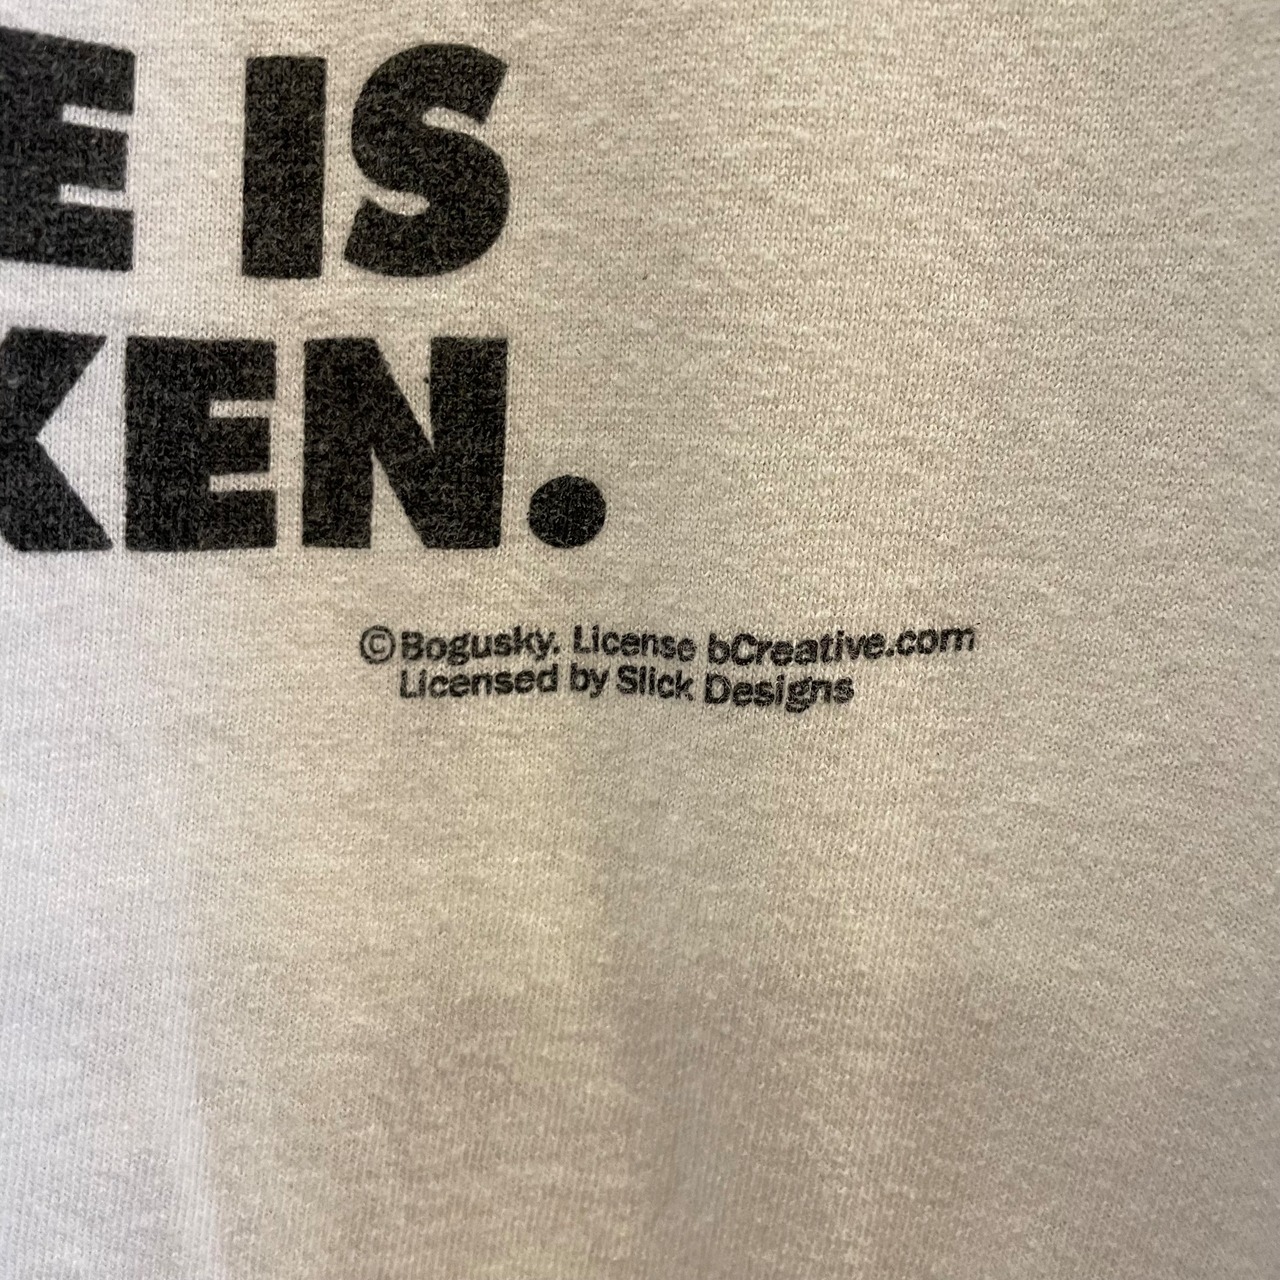 E IS
KEN.
©Bogusky. License bCreative.com
Licensed by Slick Designs